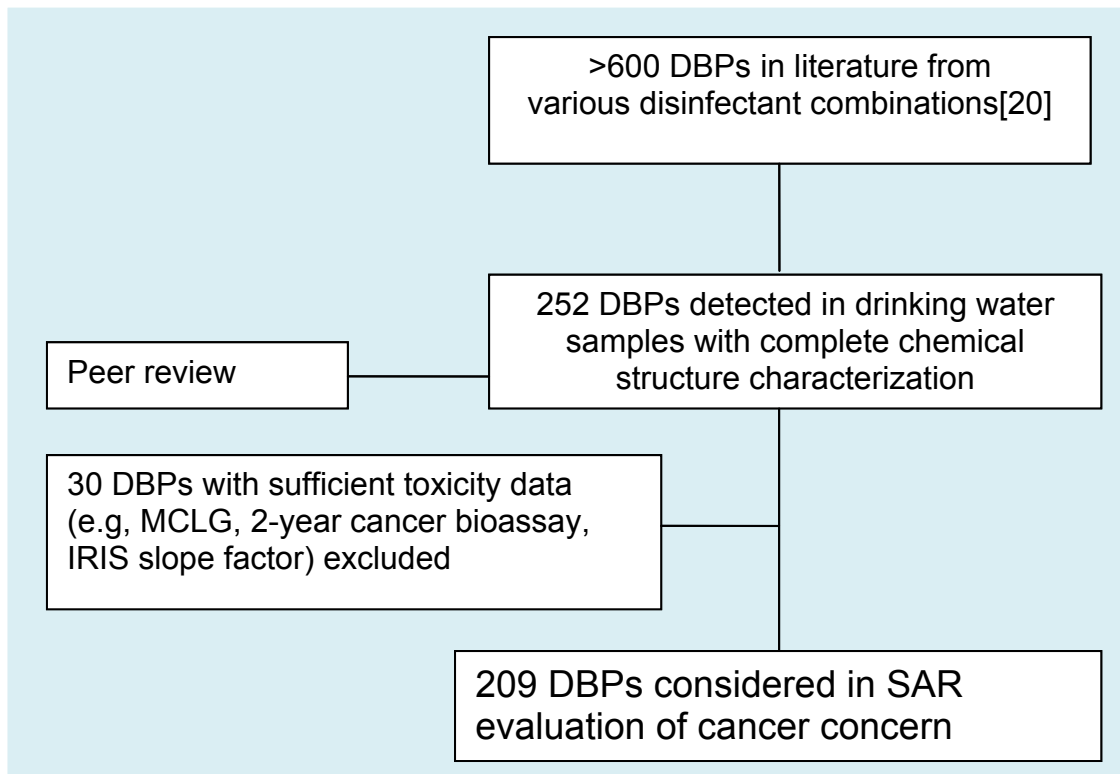 >600 DBPs in literature from
various disinfectant combinations[20]
252 DBPs detected in drinking water
samples with complete chemical
structure characterization
Peer review
30 DBPs with sufficient toxicity data
(e.g, MCLG, 2-year cancer bioassay,
IRIS slope factor) excluded
209 DBPs considered in SAR
evaluation of cancer concern